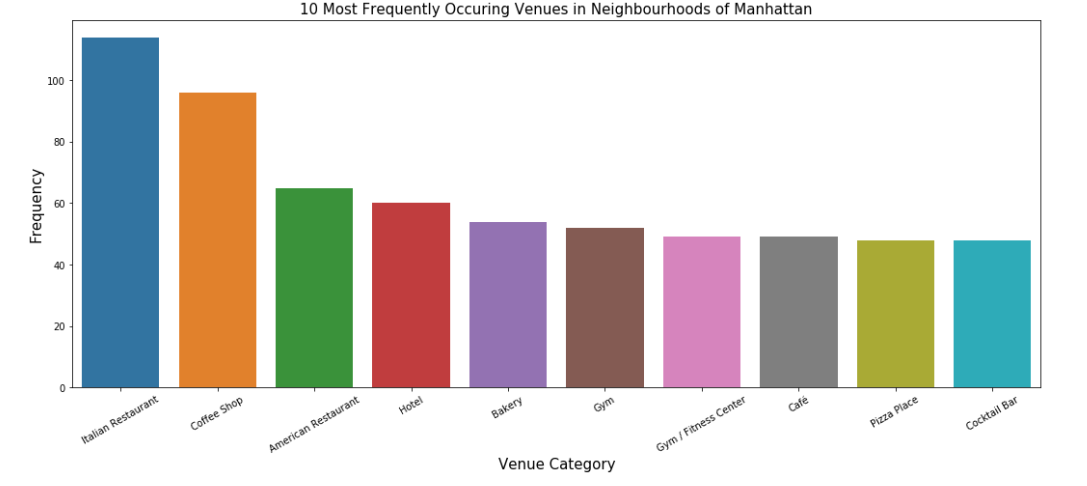 10 Most Frequently Occuring Venues in Neighbourhoods of Manhattan
Frequency
100
80
60
40
20
0
Italian Restaurant
Coffee Shop
American Restaurant
Hotel
Bakery
Gym
Gym / Fitness Center
Café
Pizza Place
Cocktail Bar
Venue Category